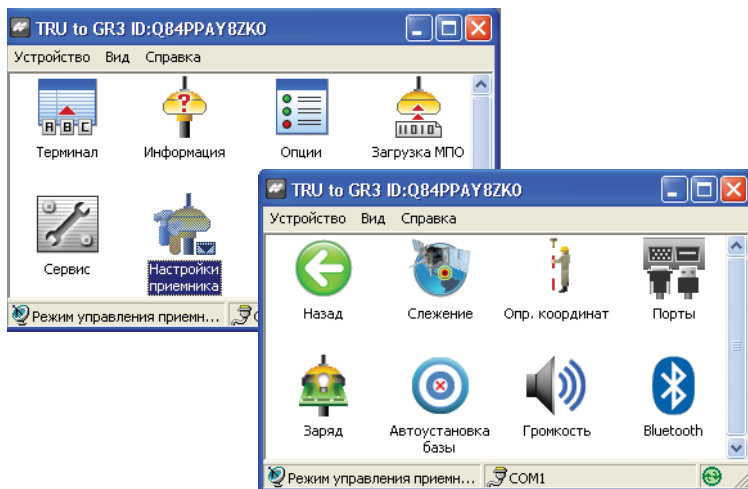 TRU to GR3 ID:Q84PPAY8ZK0
Устройство Вид Справка
A B C
?
11010
Терминал Информация Опции Загрузка МПО
Сервис Настройки
приемника
Режим управления приемн...
TRU to GR3 ID:Q84PPAY8ZK0
Устройство Вид Справка
Назад Слежение Опр. координат Порты
Заряд Автоустановка
базы Громкость Bluetooth
Режим управления приемн... COM1